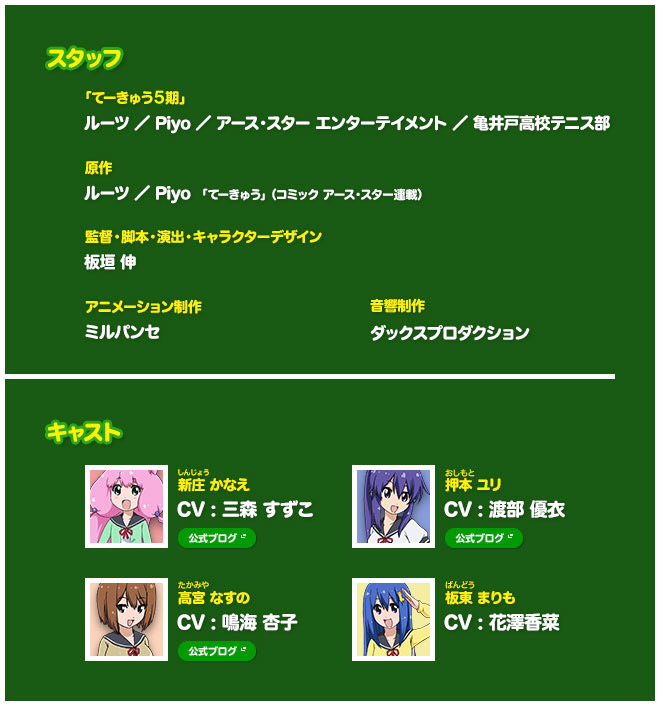 スタッフ
「てーきゅう5期」
ルーツ ／ Piyo ／ アース・スター エンターテイメント ／ 亀井戸高校テニス部
原作
ルーツ ／ Piyo 「てーきゅう」（コミック アース・スター連載）
監督・脚本・演出・キャラクターデザイン
板垣 伸
アニメーション制作
ミルパンセ
音響制作
ダックスプロダクション
キャスト
しんじょう
新庄 かなえ
CV : 三森 すずこ
公式ブログ
おしもと
押本 ユリ
CV : 渡部 優衣
公式ブログ
たかみや
高宮 なすの
CV : 鳴海 杏子
公式ブログ
ばんどう
板東 まりも
CV : 花澤香菜